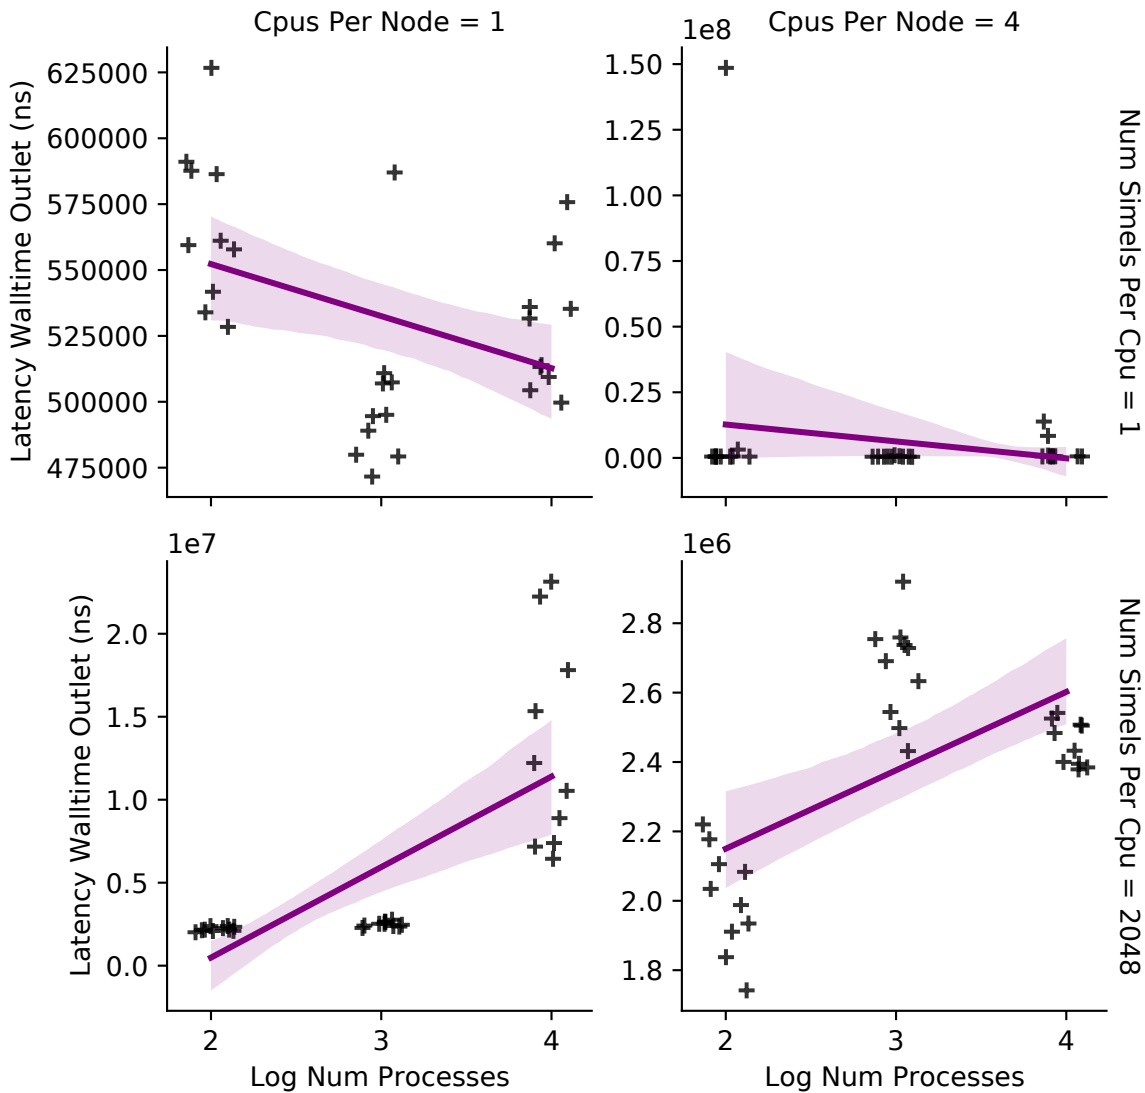 Cpus Per Node = 1
Cpus Per Node = 4
1e8
Latency Walltime Outlet (ns)
625000
600000
575000
550000
525000
500000
475000
1.50
1.25
1.00
0.75
0.50
0.25
0.00
Num Simels Per Cpu = 1
1e7
1e6
Latency Walltime Outlet (ns)
2.0
1.5
1.0
0.5
0.0
2.8
2.6
2.4
2.2
2.0
1.8
Num Simels Per Cpu = 2048
2
3
4
2
3
4
Log Num Processes
Log Num Processes